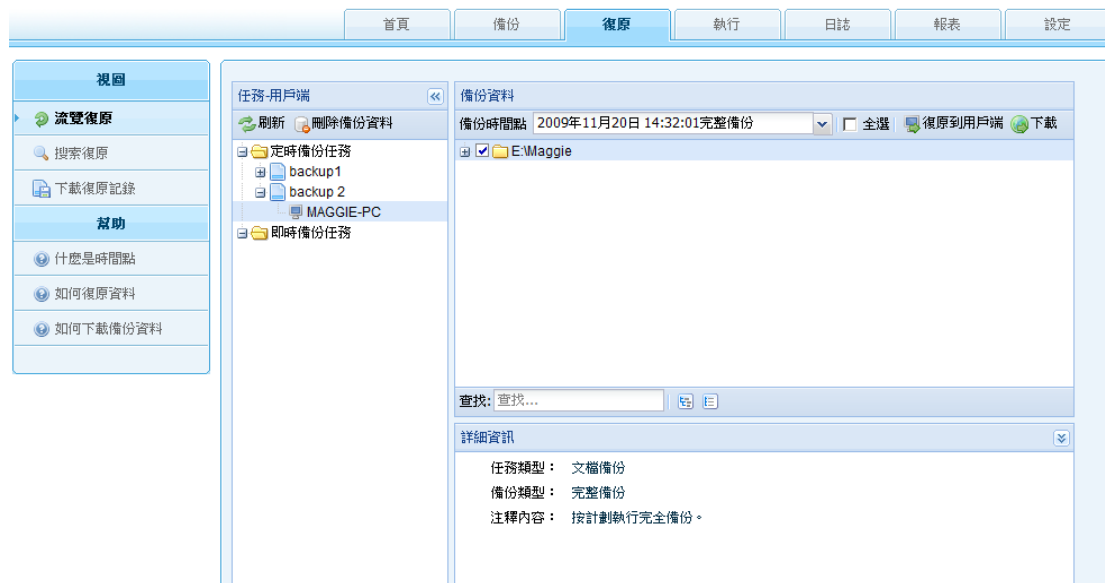 首頁
備份
復原
執行
日誌
報表
設定
視圖
流覽復原
搜索復原
下載復原記錄
幫助
什麼是時間點
如何復原資料
如何下載備份資料
任務-用戶端
刷新 刪除備份資料
定時備份任務
backup1
backup 2
MAGGIE-PC
即時備份任務
備份資料
備份時間點 2009年11月20日 14:32:01完整備份 全選 復原到用戶端 下載
E:\Maggie
查找: 查找...
詳細資訊
任務類型： 文檔備份
備份類型： 完整備份
注釋內容： 按計劃執行完全備份。